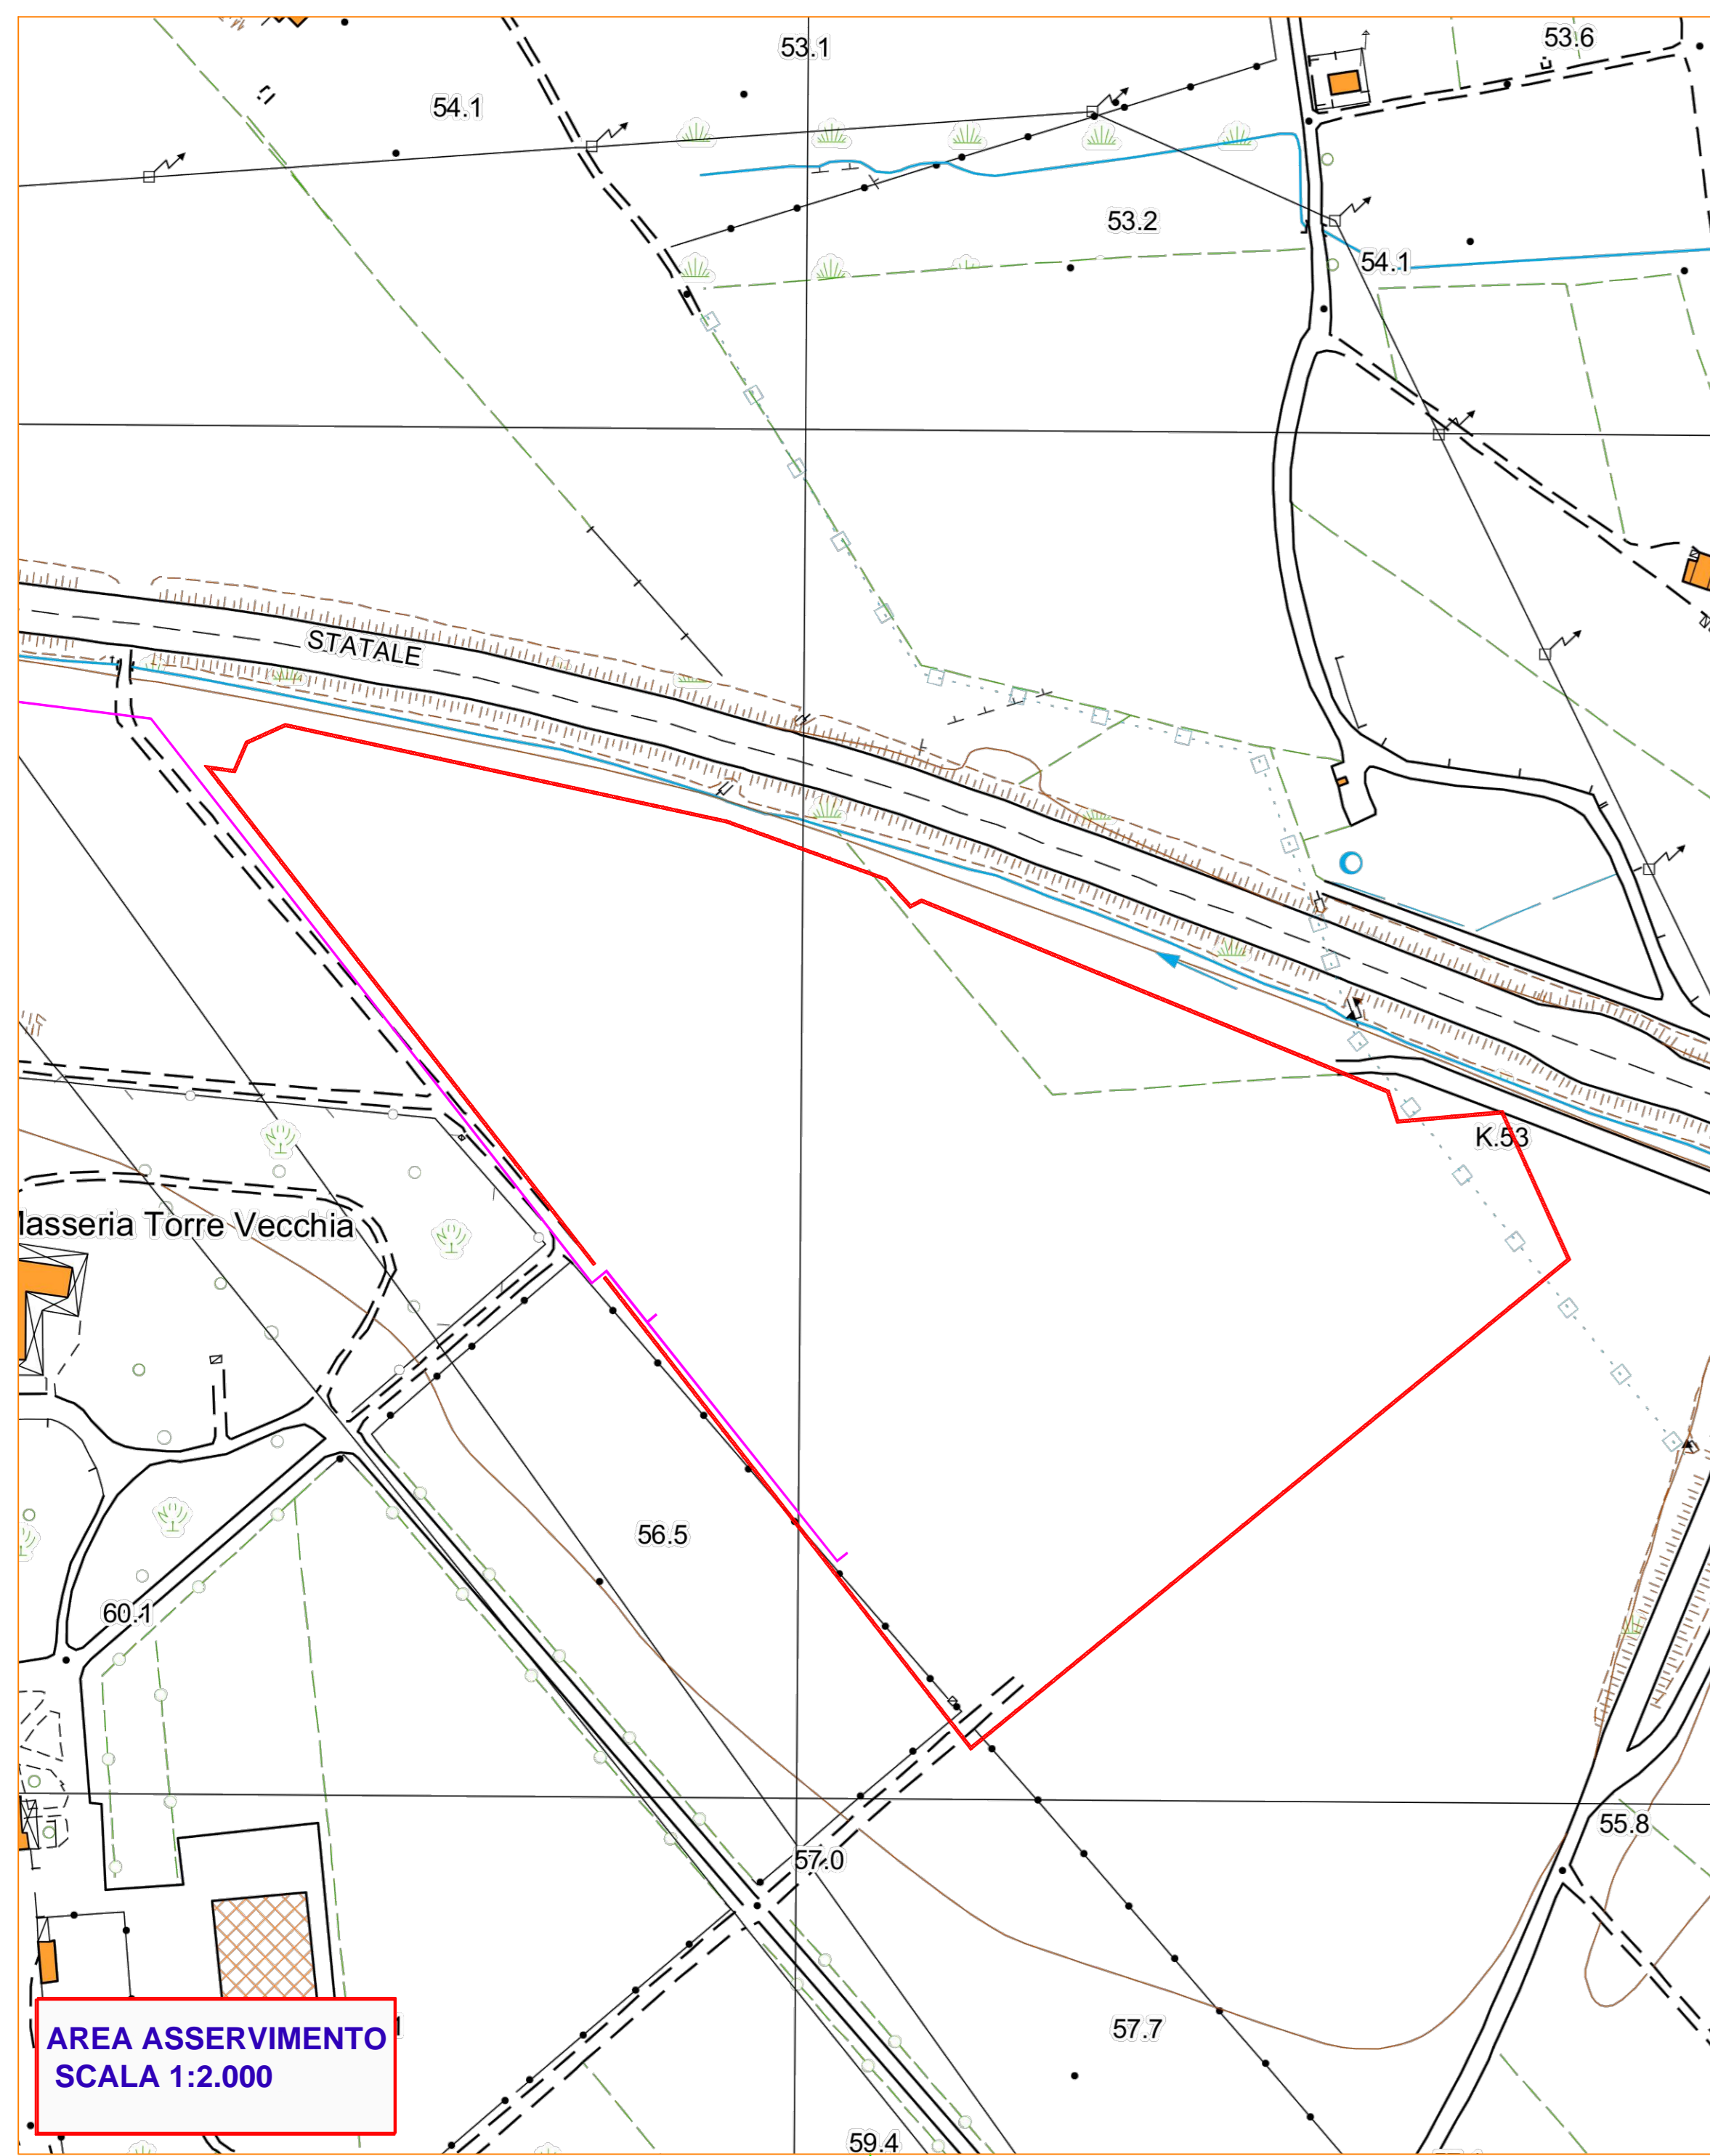 53.1
53.6
54.1
53.2
54.1
STATALE
K.53
Torre Vecchia
56.5
60.1
55.8
57.0
57.7
AREA ASSERVIMENTO
SCALA 1:2.000
59.4